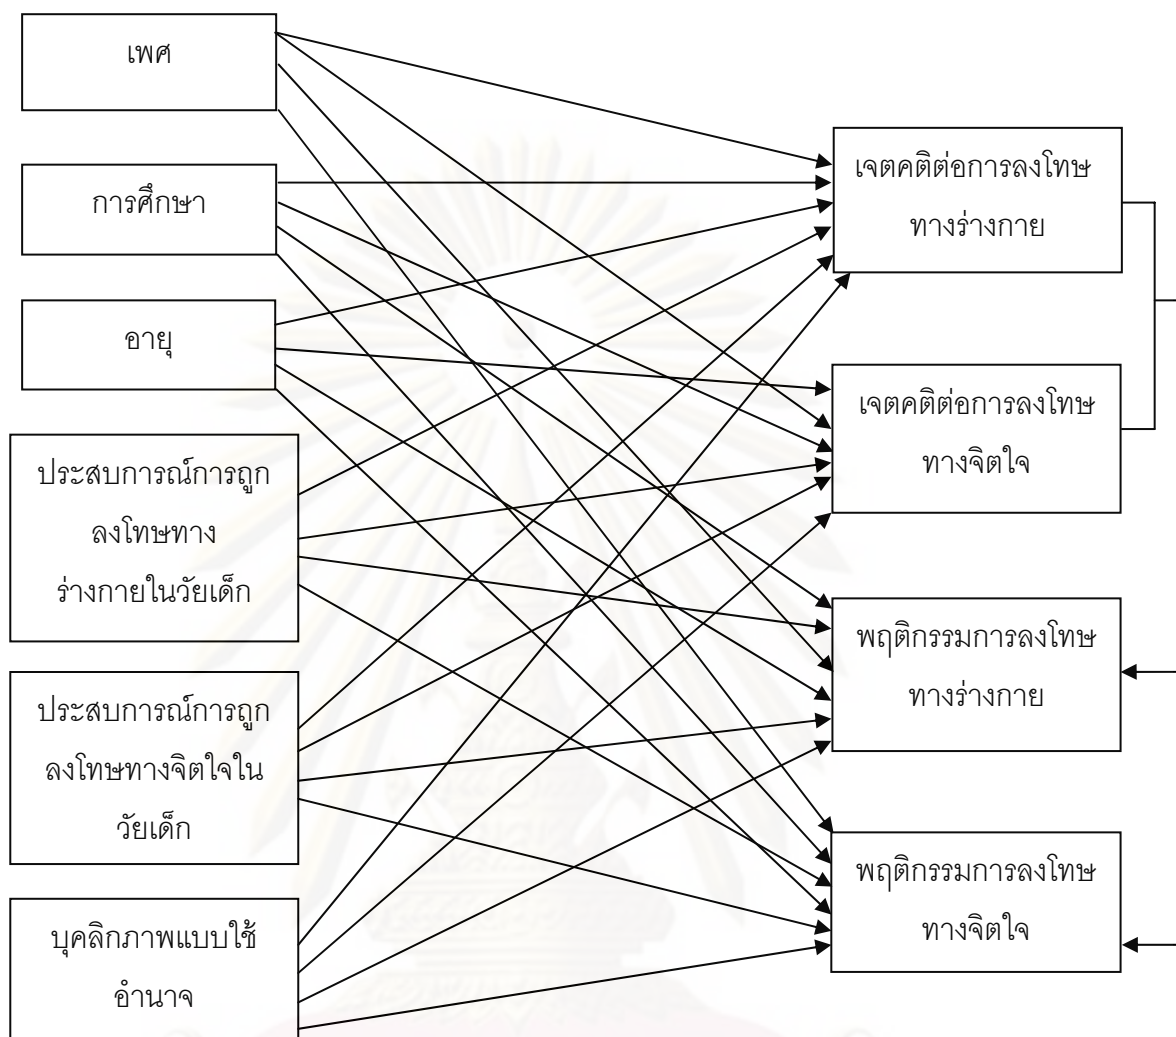 เพศ
การศึกษา
อายุ
ประสบการณ์การถูก
ลงโทษทาง
ร่างกายในวัยเด็ก
ประสบการณ์การถูก
ลงโทษทางจิตใจใน
วัยเด็ก
บุคลิกภาพแบบใช้
อำนาจ
เจตคติต่อการลงโทษ
ทางร่างกาย
เจตคติต่อการลงโทษ
ทางจิตใจ
พฤติกรรมการลงโทษ
ทางร่างกาย
พฤติกรรมการลงโทษ
ทางจิตใจ